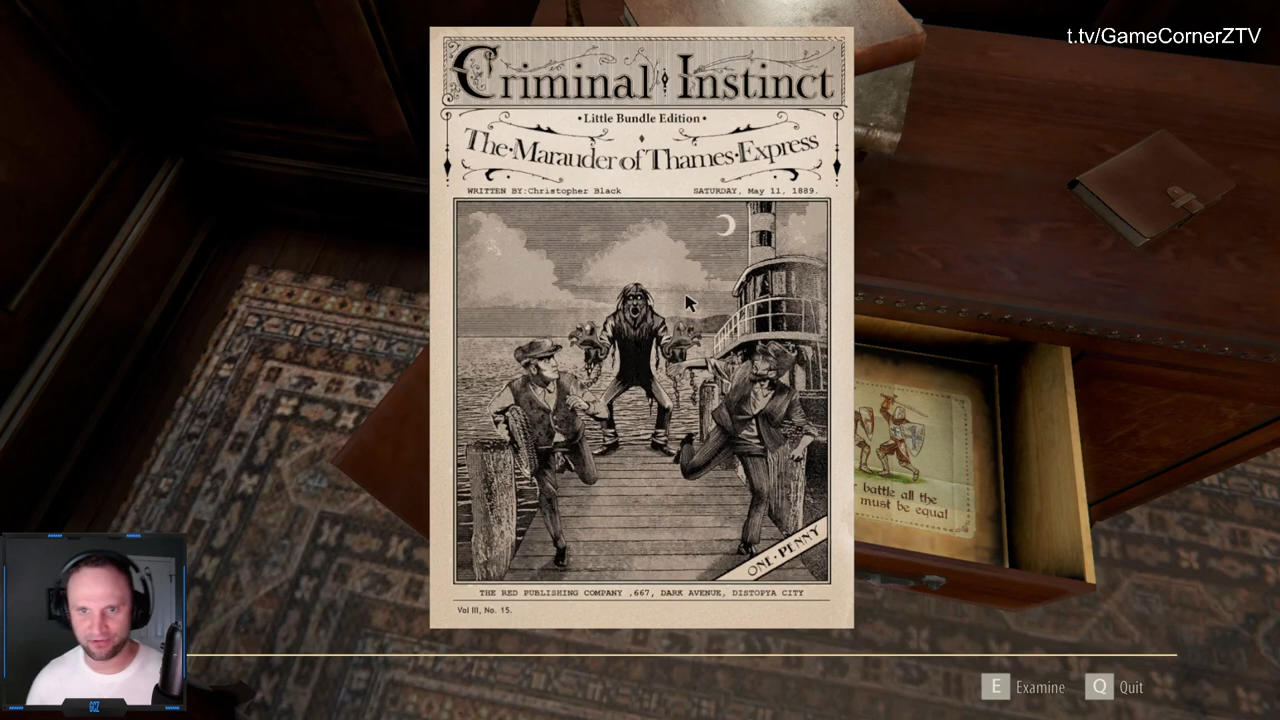 t.tv/GameCornerZTV
Criminal Instinct
•Little Bundle Edition•
The•Marauder of Thames•Express
WRITTEN BY:Christopher Black
SATURDAY, May 11, 1889.
ONE•PENNY
THE RED PUBLISHING COMPANY ,667, DARK AVENUE, DISTOPYA CITY
Vol III, No. 15.
battle all the
must be equal
GCZ
E Examine
Q Quit